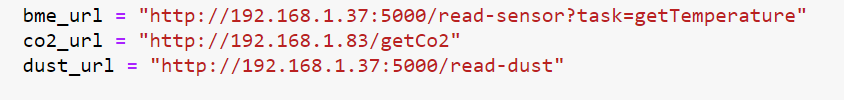 bme_url = "http://192.168.1.37:5000/read-sensor?task=getTemperature"
co2_url = "http://192.168.1.83/getCo2"
dust_url = "http://192.168.1.37:5000/read-dust"